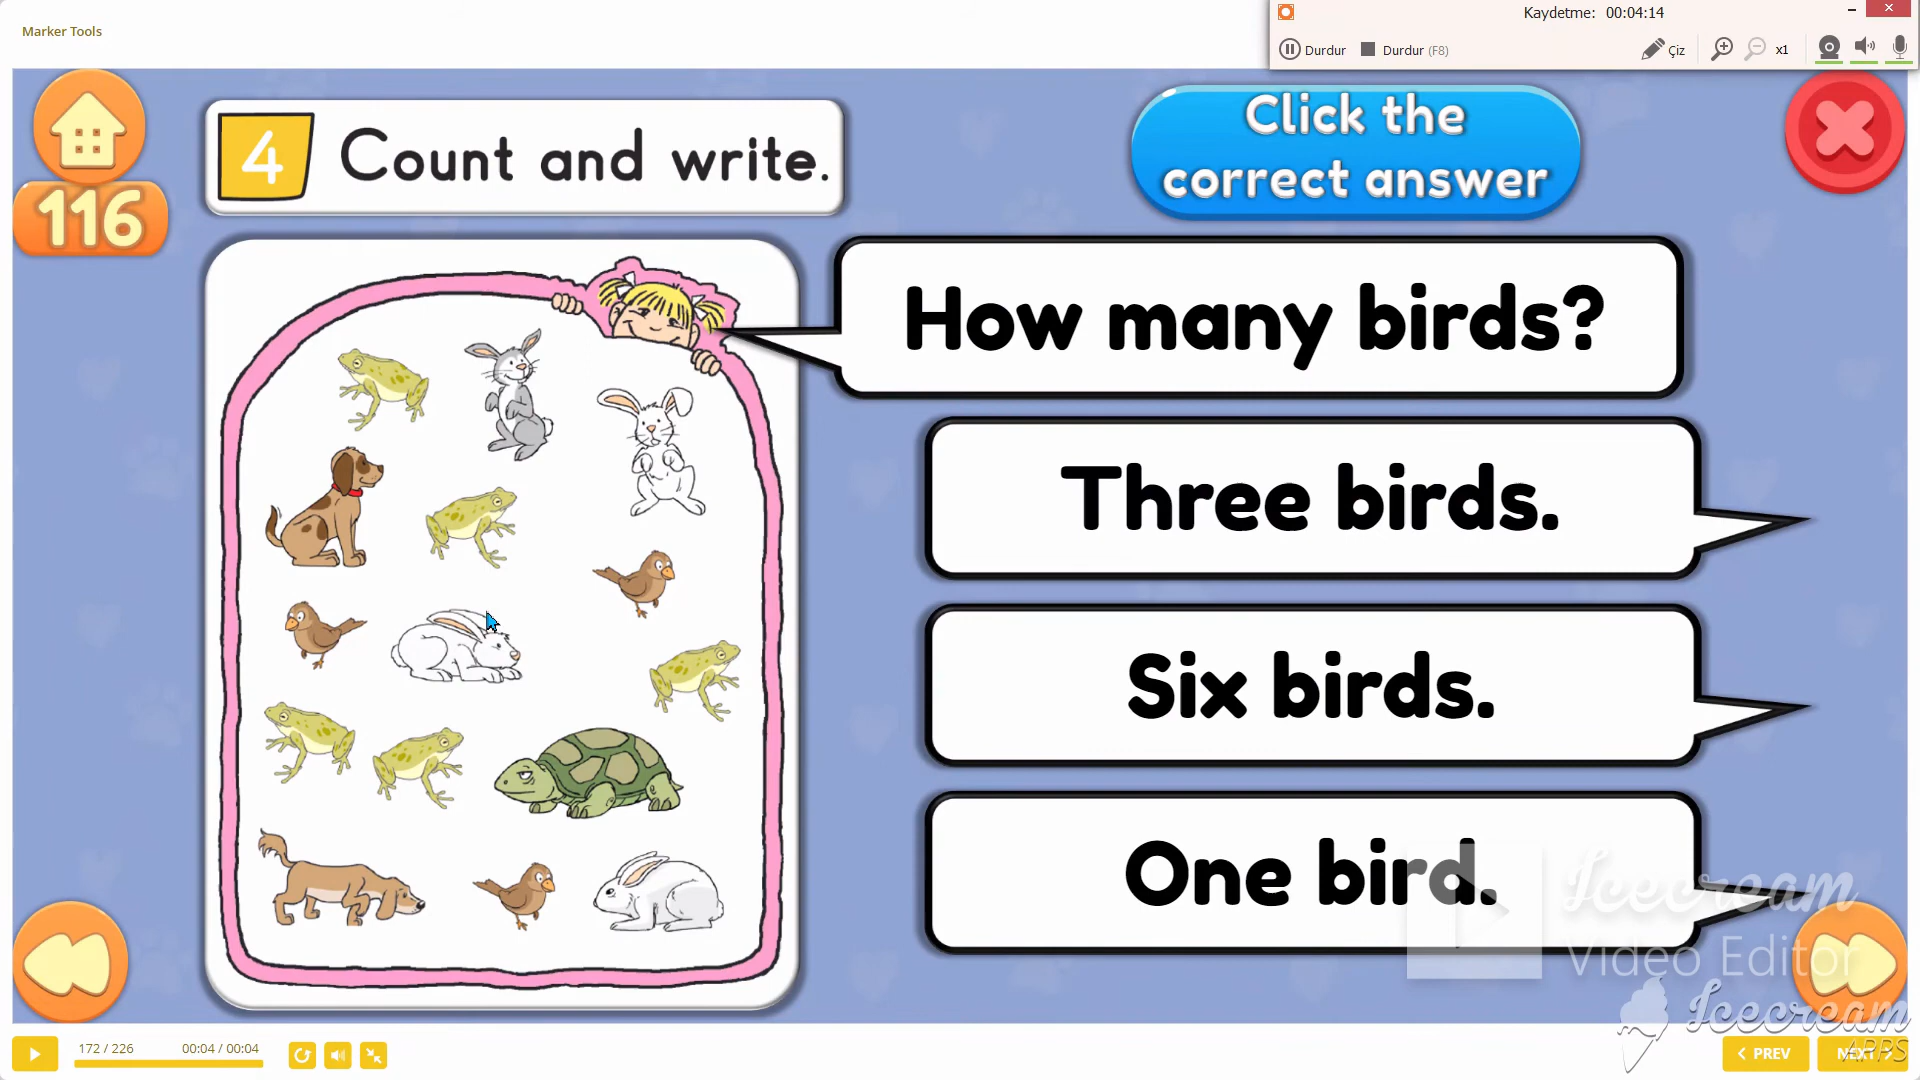 Marker Tools
Kaydetme: 00:04:14
Durdur Durdur (F8) Çiz x1
4 Count and write.
Click the
correct answer
116
How many birds?
Three birds.
Six birds.
One bird.
Icecream
Video Editor
Icecream
APPS
172 / 226 00:04 / 00:04
PREV NEXT